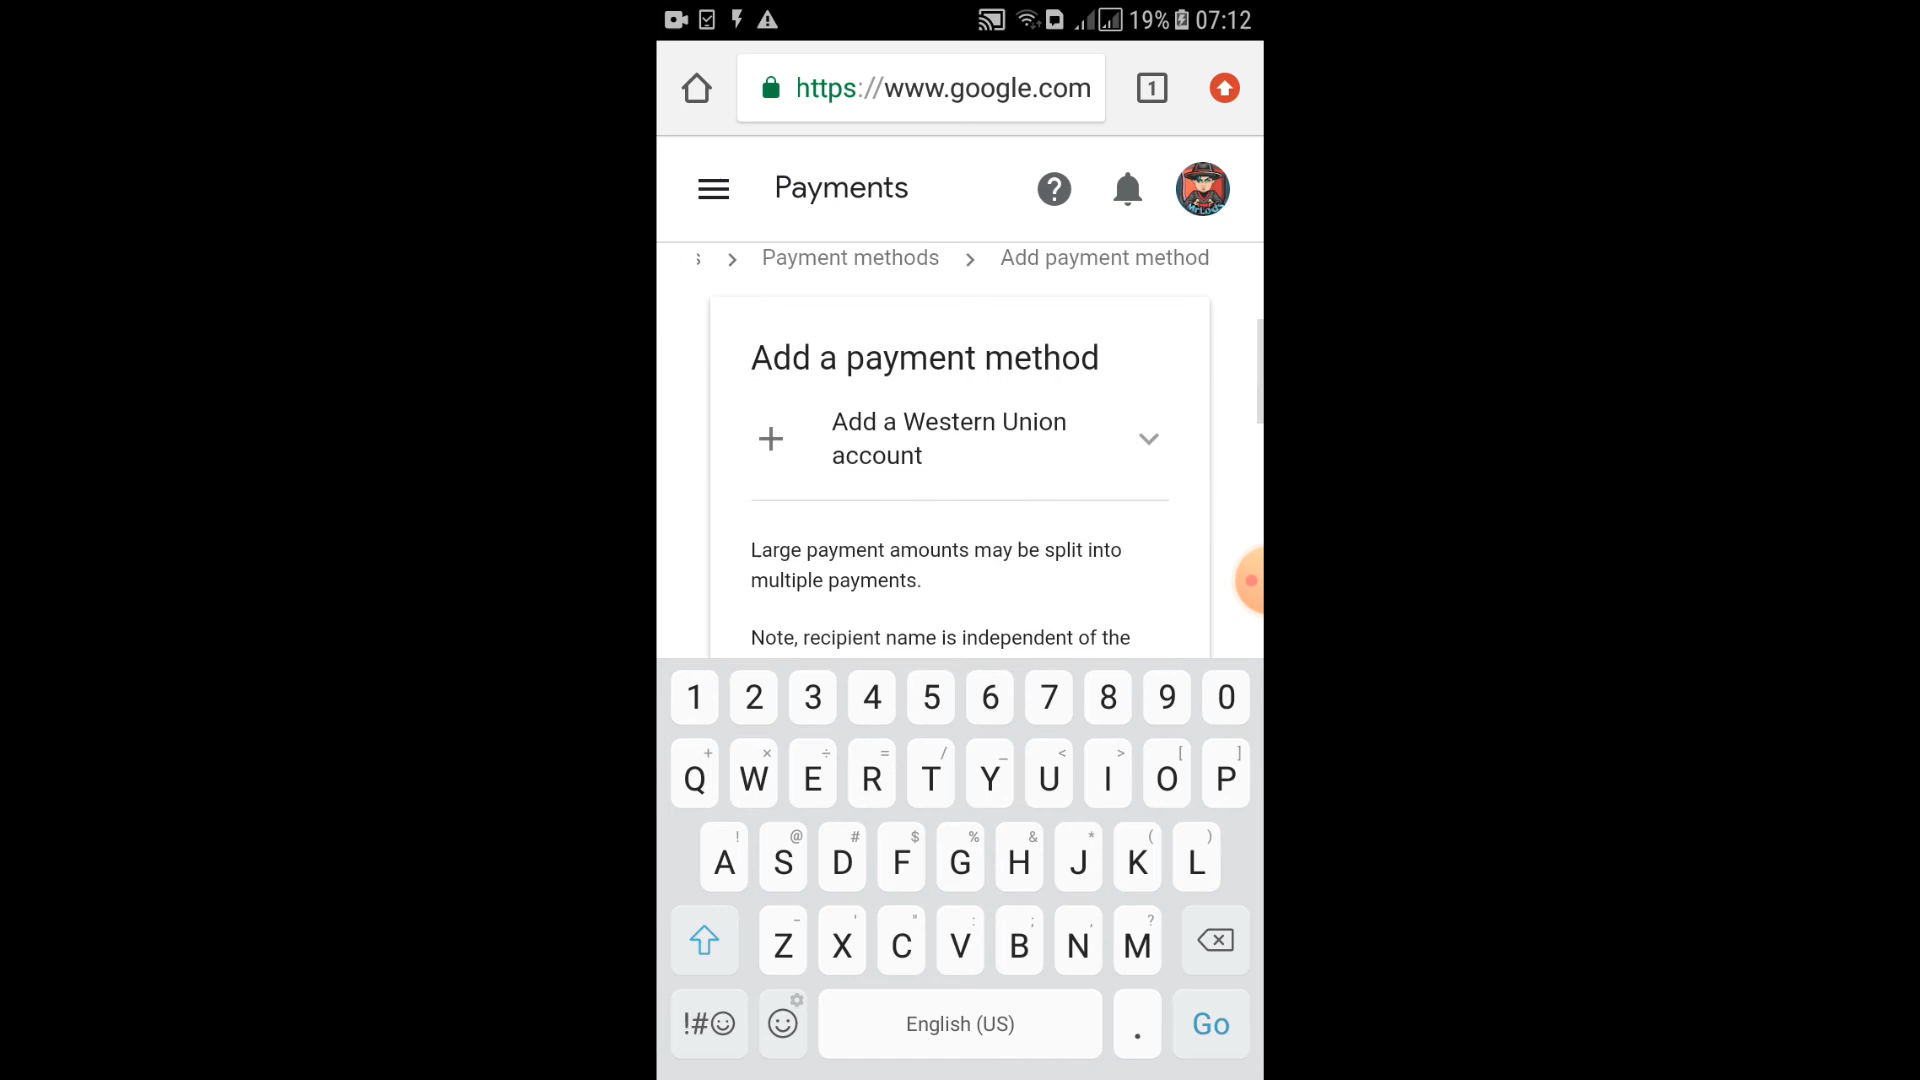 19% 07:12
https://www.google.com 1
Payments
s > Payment methods > Add payment method
Add a payment method
+ Add a Western Union
account
Large payment amounts may be split into
multiple payments.
Note, recipient name is independent of the
1 2 3 4 5 6 7 8 9 0
+ × ÷ = / _ < > [ ]
Q W E R T Y U I O P
! @ # $ % & * ( )
A S D F G H J K L
- ' " : ; , ?
Z X C V B N M
!#☺ English (US) . Go